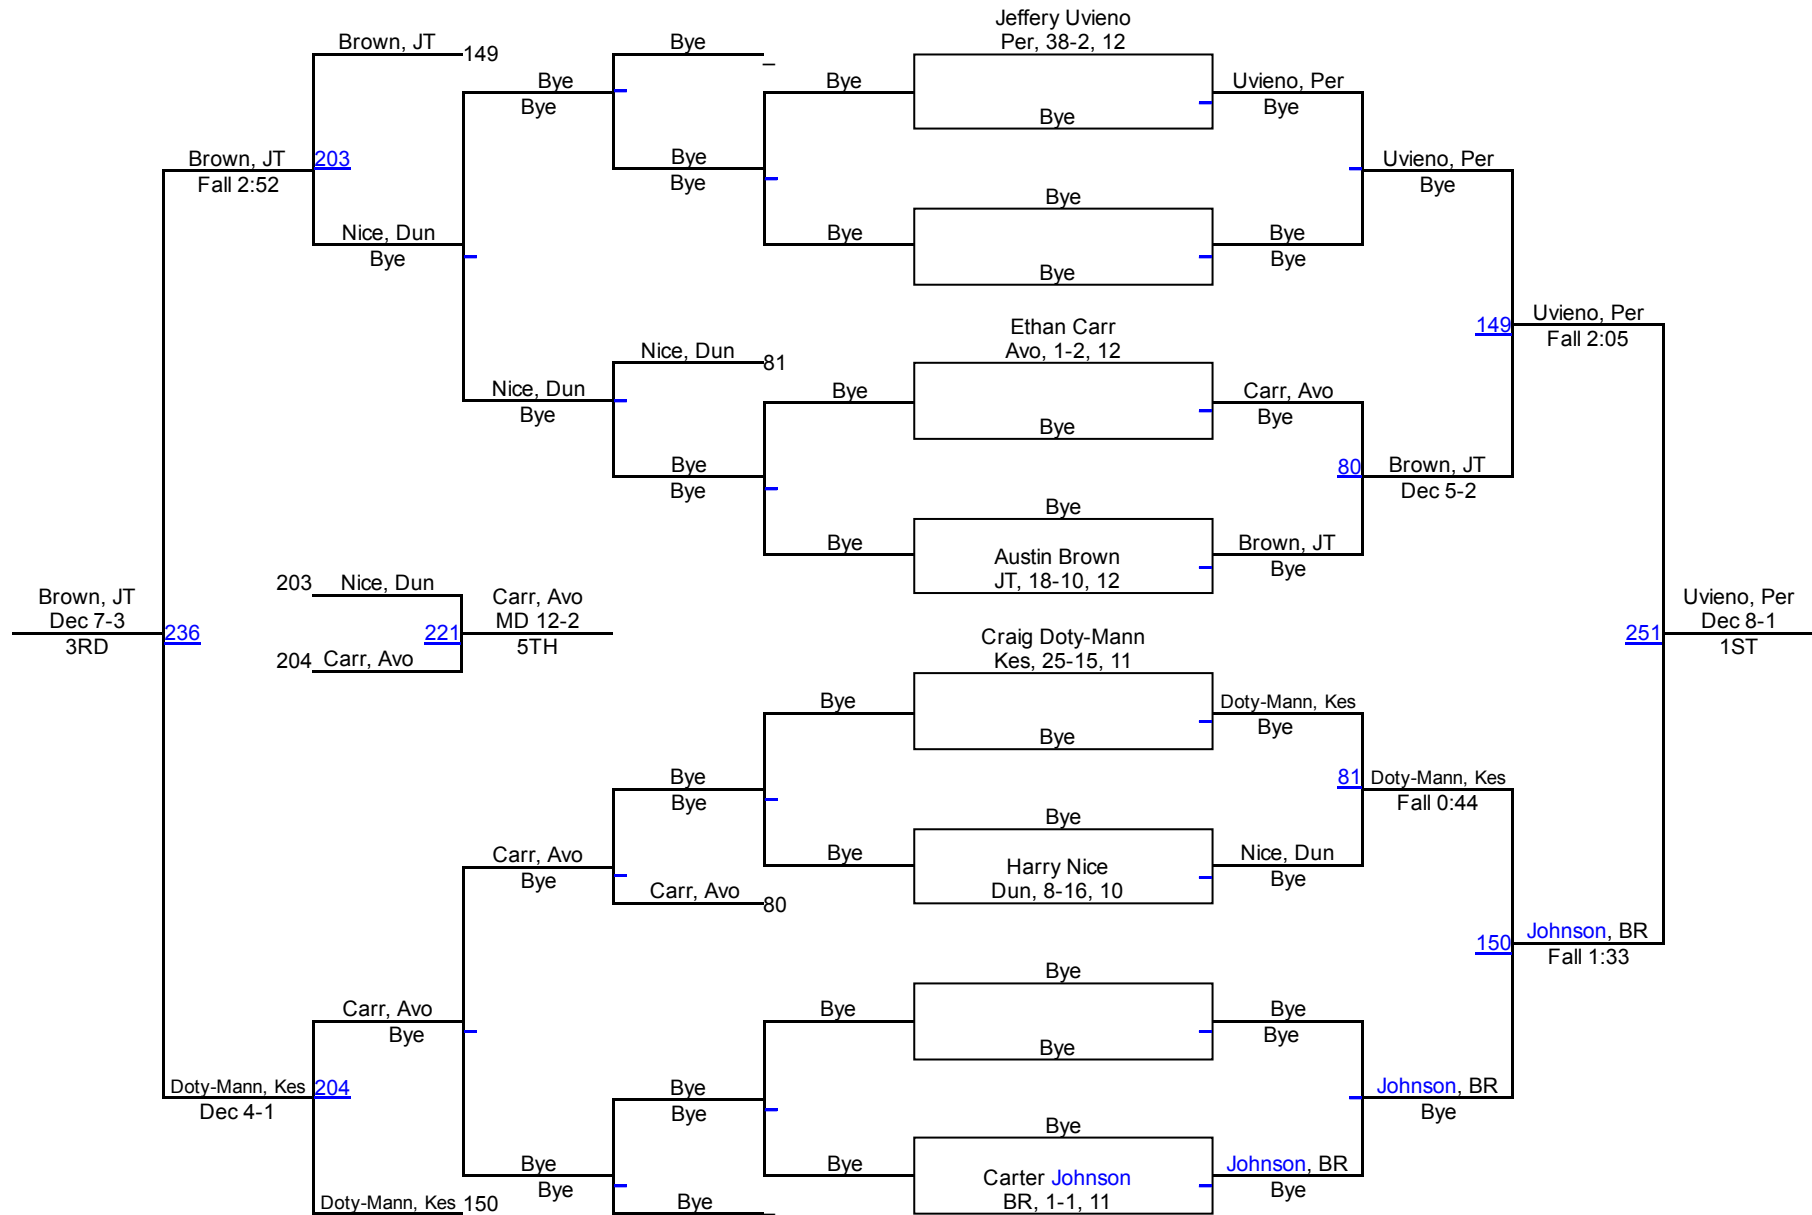 Jeffery Uvieno
Per, 38-2, 12
Brown, JT
149
Bye
_
Bye
Bye
Bye
Uvieno, Per
Bye
Bye
Brown, JT
203
Fall 2:52
Bye
Bye
Uvieno, Per
Bye
Nice, Dun
Bye
Bye
Bye
Bye
Bye
Bye
Ethan Carr
Avo, 1-2, 12
149
Uvieno, Per
Fall 2:05
Nice, Dun
81
Nice, Dun
Bye
Bye
Bye
Carr, Avo
Bye
Bye
Bye
80
Brown, JT
Dec 5-2
Bye
Bye
Austin Brown
JT, 18-10, 12
Brown, JT
Bye
203
Nice, Dun
Brown, JT
Dec 7-3
3RD
236
221
Carr, Avo
MD 12-2
5TH
204
Carr, Avo
Uvieno, Per
Dec 8-1
1ST
251
Craig Doty-Mann
Kes, 25-15, 11
Bye
Bye
Doty-Mann, Kes
Bye
Bye
Bye
81
Doty-Mann, Kes
Fall 0:44
Bye
Carr, Avo
Bye
Bye
Harry Nice
Dun, 8-16, 10
Nice, Dun
Bye
Carr, Avo
80
150
Johnson, BR
Fall 1:33
Bye
Carr, Avo
Bye
Bye
Bye
Bye
Bye
Doty-Mann, Kes
204
Dec 4-1
Bye
Bye
Johnson, BR
Bye
Bye
Bye
Bye
Bye
Carter Johnson
BR, 1-1, 11
Johnson, BR
Bye
Doty-Mann, Kes
150
Bye
_